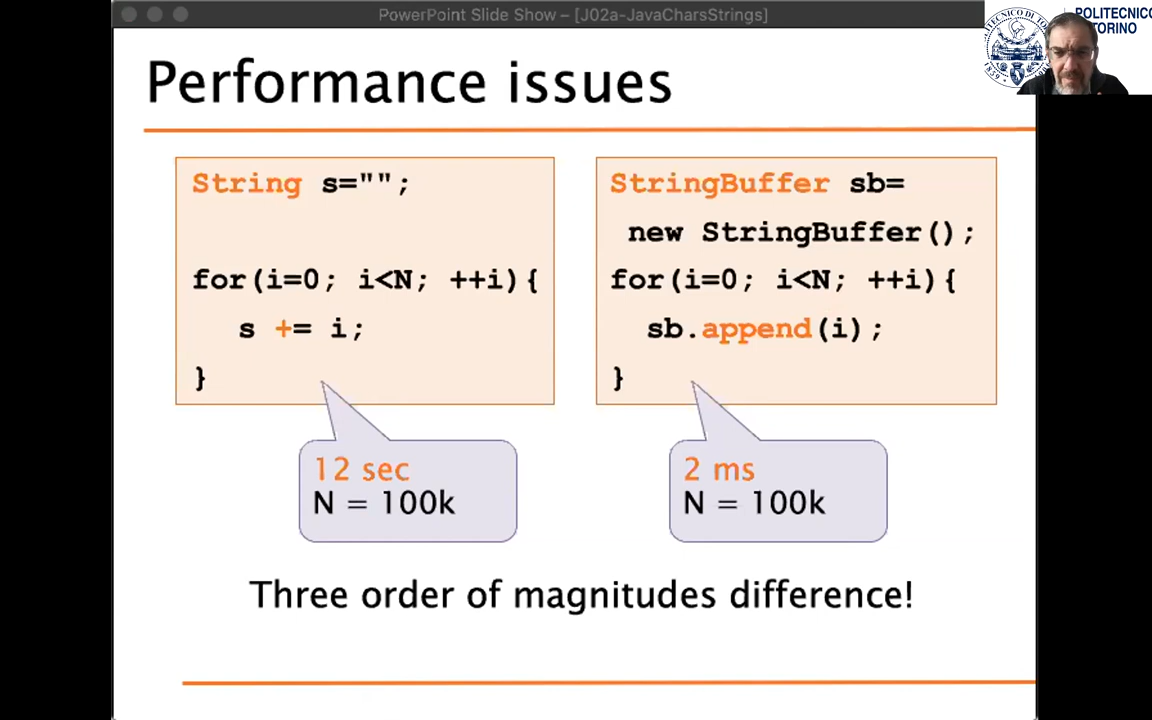 PowerPoint Slide Show – [J02a-JavaCharsStrings]
POLITECNICO
TORINO
Performance issues
String s="";
for(i=0; i<N; ++i){
s += i;
}
StringBuffer sb=
new StringBuffer();
for(i=0; i<N; ++i){
sb.append(i);
}
12 sec
N = 100k
2 ms
N = 100k
Three order of magnitudes difference!